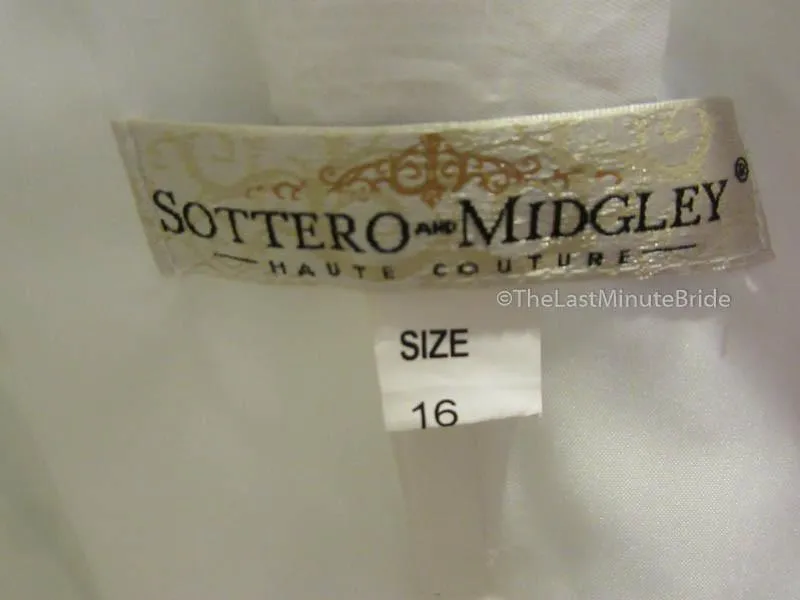 SOTTERO AND MIDGLEY®
HAUTE COUTURE
©TheLastMinuteBride
SIZE
16